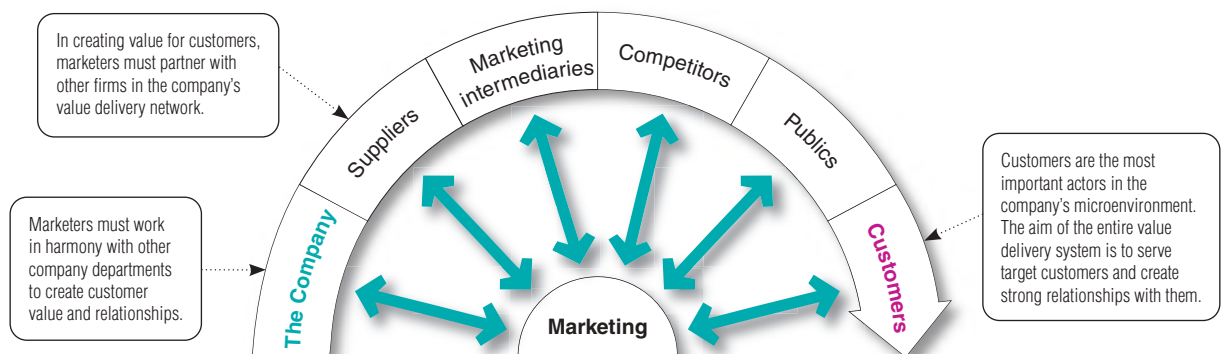 In creating value for customers,
marketers must partner with
other firms in the company's
value delivery network.
Marketers must work
in harmony with other
company departments
to create customer
value and relationships.
The Company
Suppliers
Marketing
intermediaries
Competitors
Publics
Customers
Marketing
Customers are the most
important actors in the
company's microenvironment.
The aim of the entire value
delivery system is to serve
target customers and create
strong relationships with them.